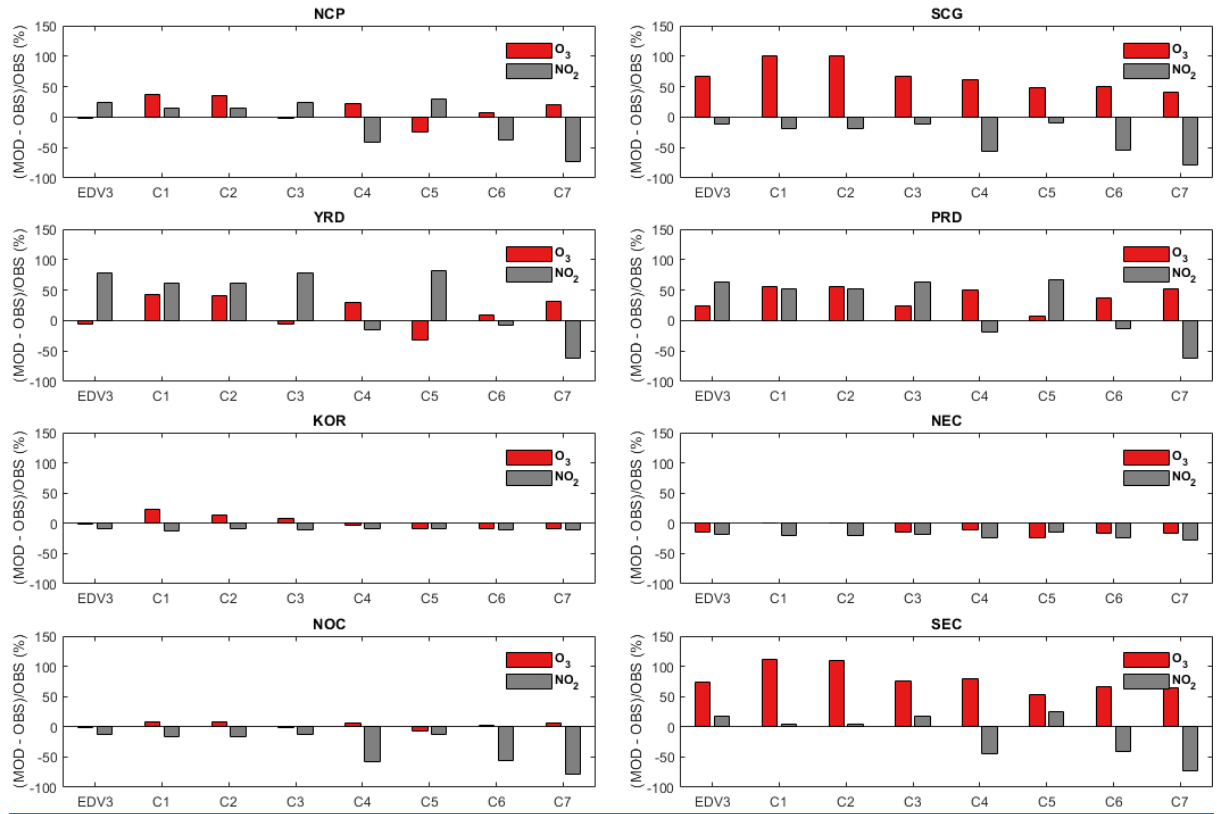 NCP
(MOD - OBS)/OBS (%)
150
100
50
0
-50
-100
O3
NO2
EDV3 C1 C2 C3 C4 C5 C6 C7
SCG
(MOD - OBS)/OBS (%)
150
100
50
0
-50
-100
O3
NO2
EDV3 C1 C2 C3 C4 C5 C6 C7
YRD
(MOD - OBS)/OBS (%)
150
100
50
0
-50
-100
O3
NO2
EDV3 C1 C2 C3 C4 C5 C6 C7
PRD
(MOD - OBS)/OBS (%)
150
100
50
0
-50
-100
O3
NO2
EDV3 C1 C2 C3 C4 C5 C6 C7
KOR
(MOD - OBS)/OBS (%)
150
100
50
0
-50
-100
O3
NO2
EDV3 C1 C2 C3 C4 C5 C6 C7
NEC
(MOD - OBS)/OBS (%)
150
100
50
0
-50
-100
O3
NO2
EDV3 C1 C2 C3 C4 C5 C6 C7
NOC
(MOD - OBS)/OBS (%)
150
100
50
0
-50
-100
O3
NO2
EDV3 C1 C2 C3 C4 C5 C6 C7
SEC
(MOD - OBS)/OBS (%)
150
100
50
0
-50
-100
O3
NO2
EDV3 C1 C2 C3 C4 C5 C6 C7